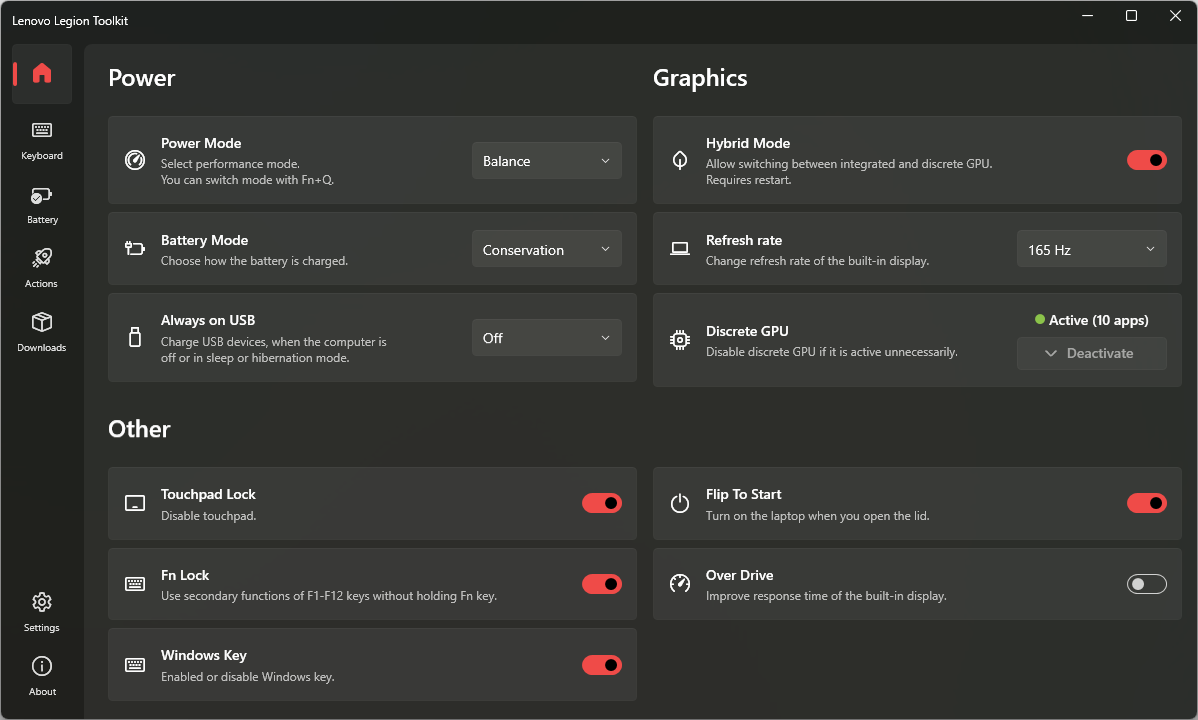 Lenovo Legion Toolkit
Keyboard
Battery
Actions
Downloads
Settings
About
Power
Power Mode
Select performance mode.
You can switch mode with Fn+Q.
Balance
Battery Mode
Choose how the battery is charged.
Conservation
Always on USB
Charge USB devices, when the computer is
off or in sleep or hibernation mode.
Off
Graphics
Hybrid Mode
Allow switching between integrated and discrete GPU.
Requires restart.
Refresh rate
Change refresh rate of the built-in display.
165 Hz
Discrete GPU
Disable discrete GPU if it is active unnecessarily.
Active (10 apps)
Deactivate
Other
Touchpad Lock
Disable touchpad.
Fn Lock
Use secondary functions of F1-F12 keys without holding Fn key.
Windows Key
Enabled or disable Windows key.
Flip To Start
Turn on the laptop when you open the lid.
Over Drive
Improve response time of the built-in display.